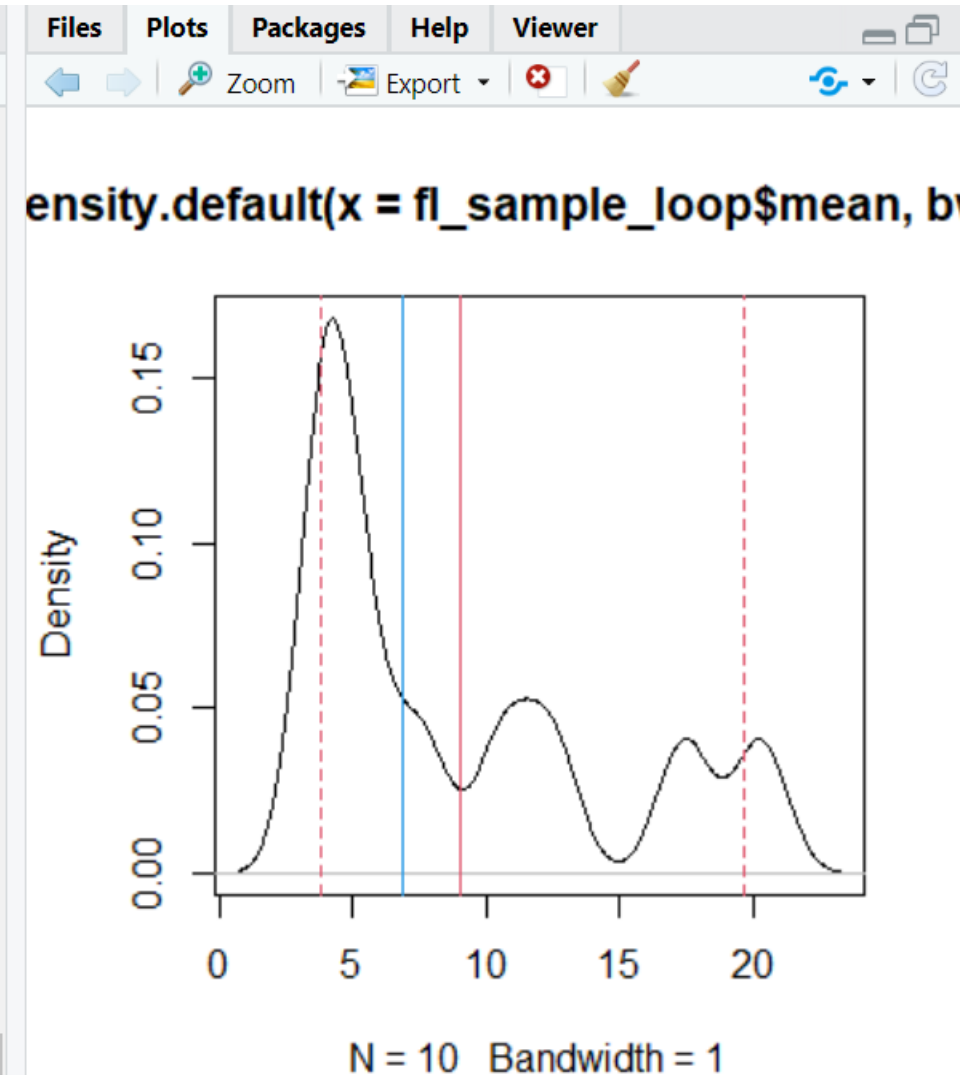 Files Plots Packages Help Viewer
Zoom Export
ensity.default(x = fl_sample_loop$mean, bw
Density
0.15
0.10
0.05
0.00
0 5 10 15 20
N = 10 Bandwidth = 1